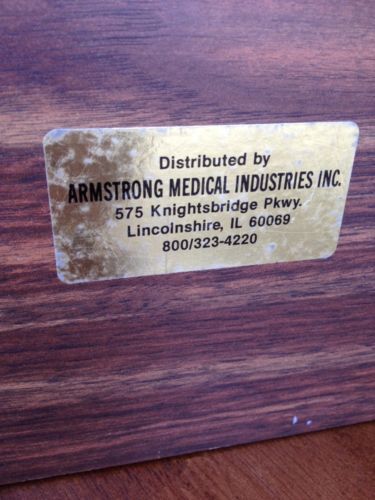 Distributed by
ARMSTRONG MEDICAL INDUSTRIES INC.
575 Knightsbridge Pkwy.
Lincolnshire, IL 60069
800/323-4220